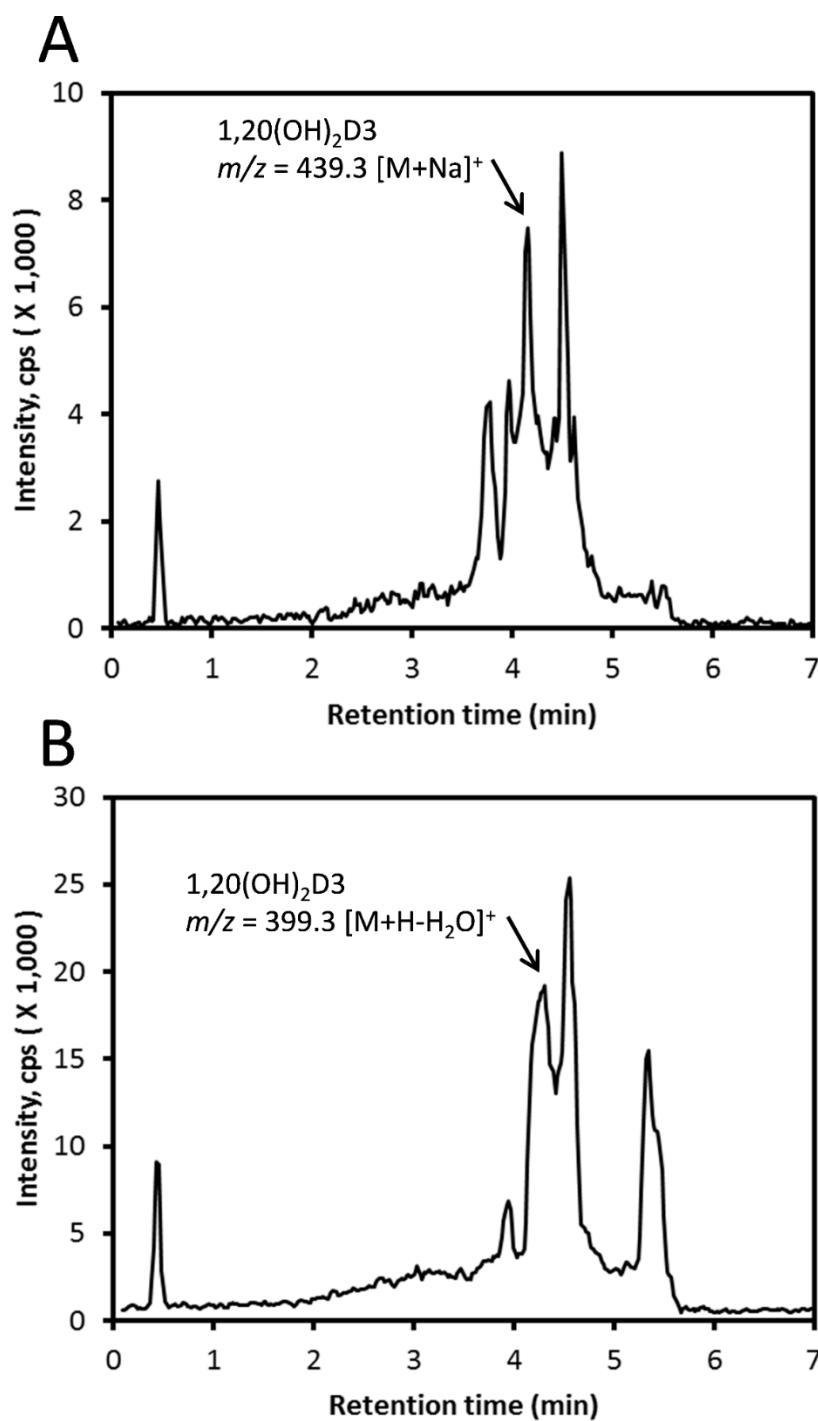 A
10
8
6
4
2
0
Intensity, cps ( X 1,000)
1,20(OH)₂D3
m/z = 439.3 [M+Na]⁺
0 1 2 3 4 5 6 7
Retention time (min)
B
30
25
20
15
10
5
0
Intensity, cps ( X 1,000)
1,20(OH)₂D3
m/z = 399.3 [M+H-H₂O]⁺
0 1 2 3 4 5 6 7
Retention time (min)